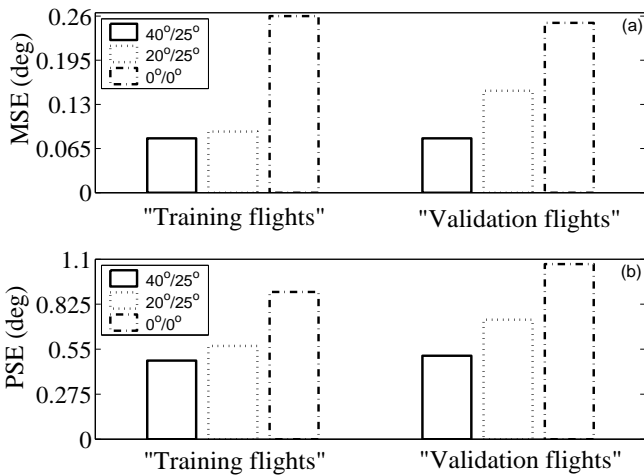 0.26
0.195
0.13
0.065
0
MSE (deg)
40°/25°
20°/25°
0°/0°
(a)
"Training flights" "Validation flights"
1.1
0.825
0.55
0.275
0
PSE (deg)
40°/25°
20°/25°
0°/0°
(b)
"Training flights" "Validation flights"